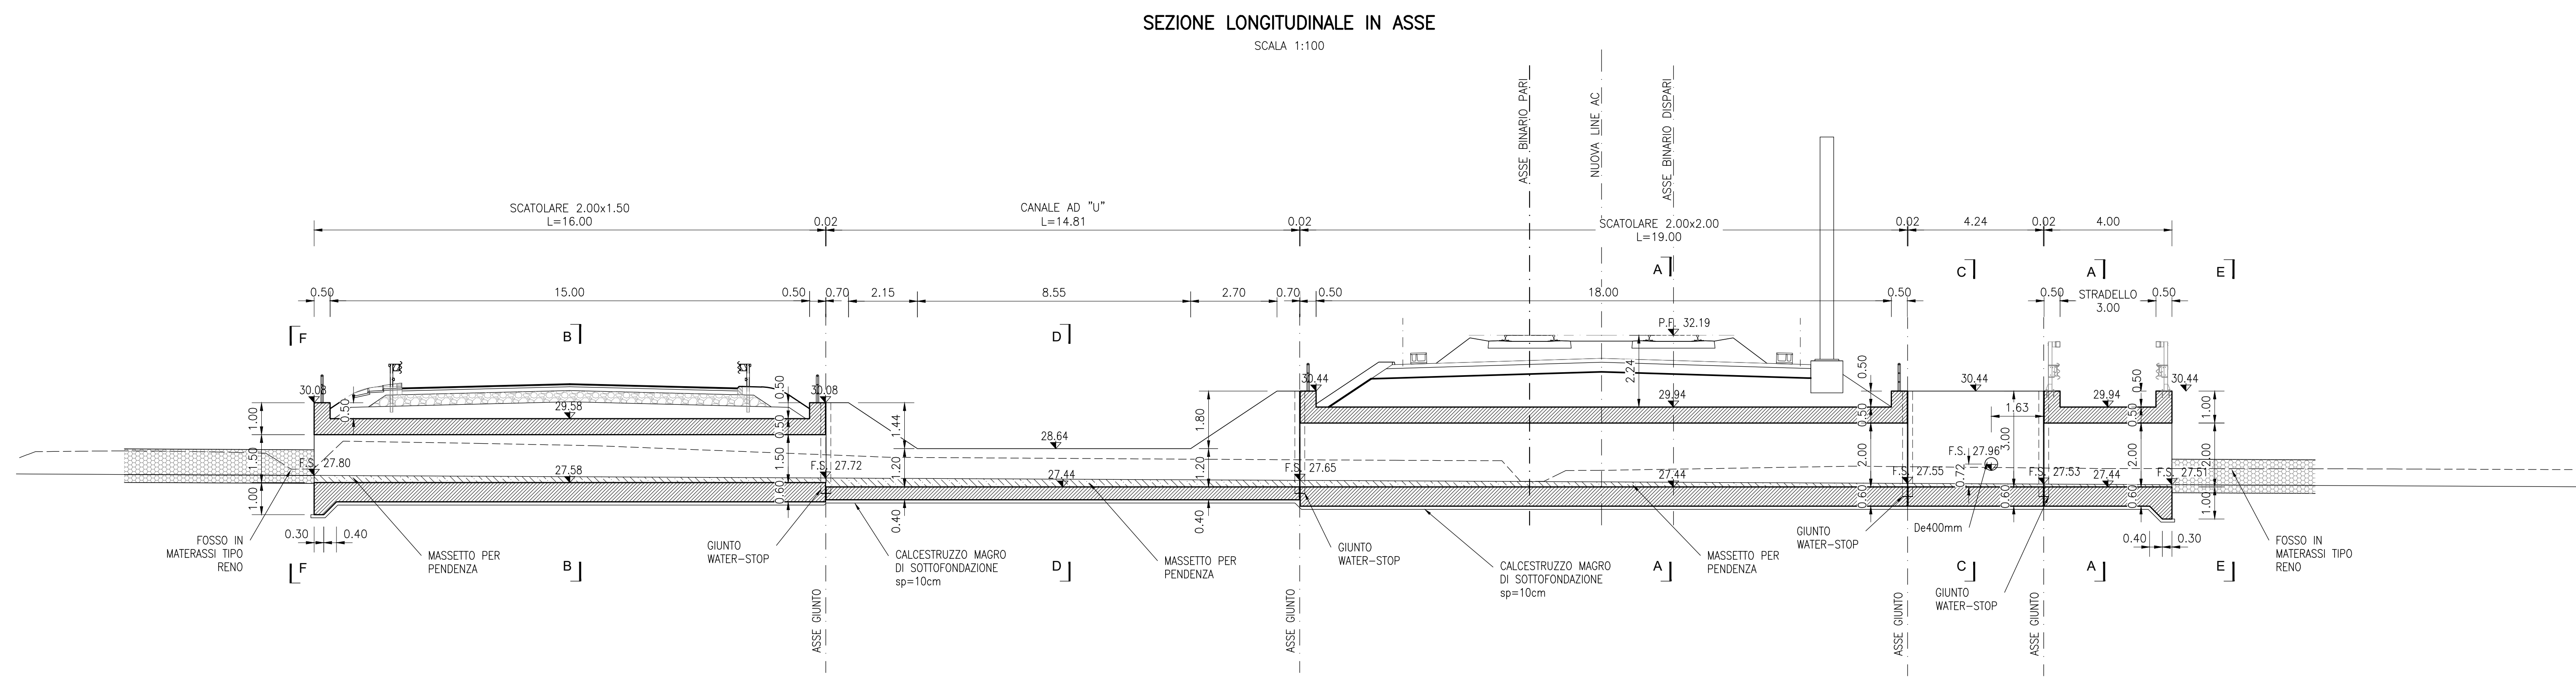 SEZIONE LONGITUDINALE IN ASSE
SCALA 1:100
ASSE BINARIO PARI
NUOVA LINE AC
ASSE BINARIO DISPARI
SCATOLARE 2.00x1.50
L=16.00
0.02
CANALE AD "U"
L=14.81
0.02
SCATOLARE 2.00x2.00
L=19.00
0.02
4.24
0.02
4.00
A
C
A
E
0.50
15.00
0.50
0.70
2.15
8.55
2.70
0.70
0.50
18.00
0.50
0.50
STRADELLO
3.00
0.50
F
B
D
P.F. 32.19
2.24
30.08
0.50
29.58
0.50
0.50
30.08
30.44
29.94
0.50
0.50
30.44
29.94
0.50
0.50
30.44
1.00
1.50
1.00
1.50
0.60
1.44
1.20
0.40
1.80
1.20
0.40
28.64
2.00
0.60
3.00
0.60
1.63
0.72
2.00
0.60
1.00
2.00
1.00
F.S. 27.80
27.58
F.S. 27.72
27.44
F.S. 27.65
27.44
F.S. 27.55
F.S. 27.96
F.S. 27.53
27.44
F.S. 27.51
0.30
0.40
0.40
0.30
FOSSO IN
MATERASSI TIPO
RENO
MASSETTO PER
PENDENZA
GIUNTO
WATER-STOP
CALCESTRUZZO MAGRO
DI SOTTOFONDAZIONE
sp=10cm
MASSETTO PER
PENDENZA
GIUNTO
WATER-STOP
CALCESTRUZZO MAGRO
DI SOTTOFONDAZIONE
sp=10cm
MASSETTO PER
PENDENZA
GIUNTO
WATER-STOP
De400mm
GIUNTO
WATER-STOP
FOSSO IN
MATERASSI TIPO
RENO
F
B
D
A
C
A
E
ASSE GIUNTO
ASSE GIUNTO
ASSE GIUNTO
ASSE GIUNTO